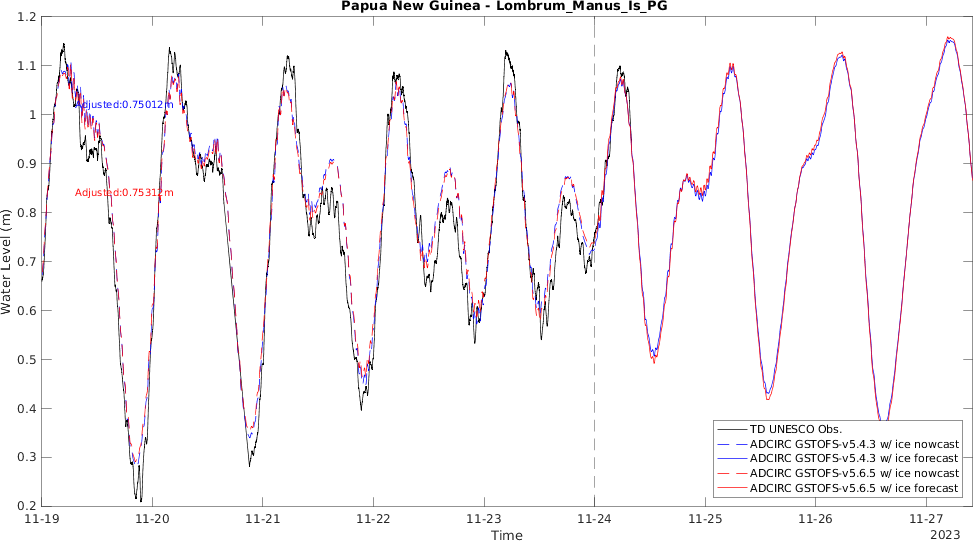 Papua New Guinea - Lombrum_Manus_Is_PG
1.2
1.1
1
0.9
0.8
0.7
0.6
0.5
0.4
0.3
0.2
Water Level (m)
Adjusted:0.75012m
Adjusted:0.75312m
TD UNESCO Obs.
ADCIRC GSTOFS-v5.4.3 w/ ice nowcast
ADCIRC GSTOFS-v5.4.3 w/ ice forecast
ADCIRC GSTOFS-v5.6.5 w/ ice nowcast
ADCIRC GSTOFS-v5.6.5 w/ ice forecast
11-19 11-20 11-21 11-22 11-23 11-24 11-25 11-26 11-27
Time
2023